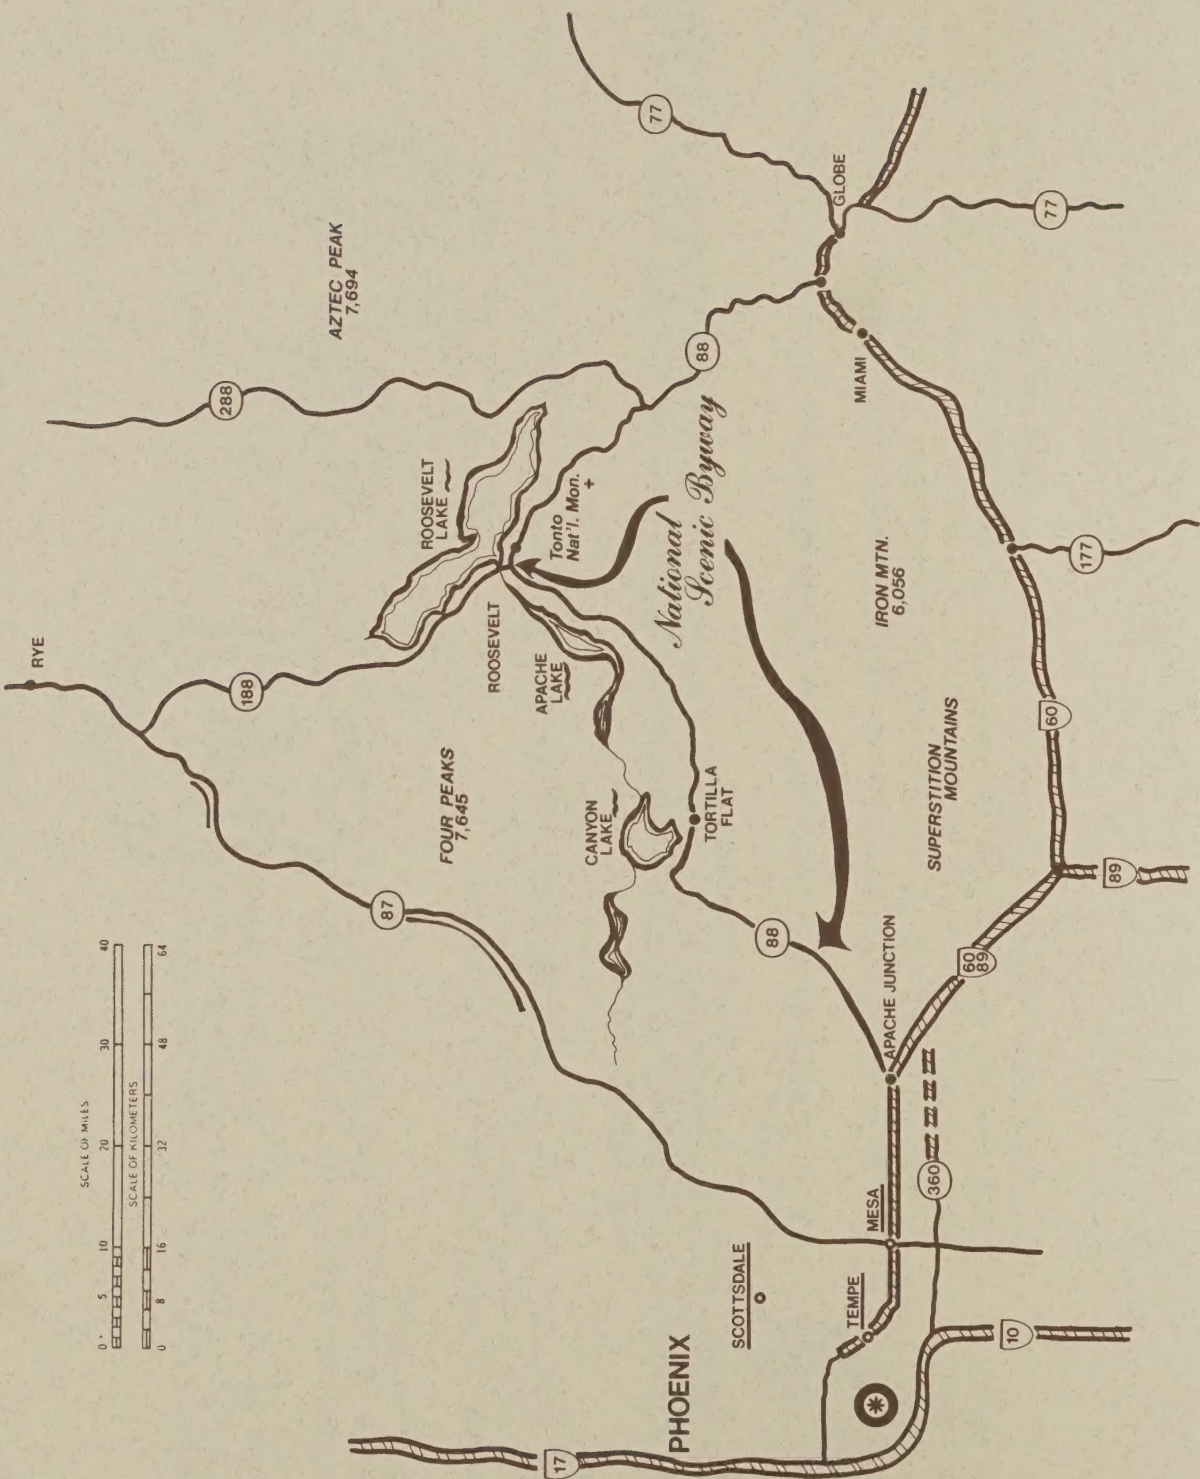 SCALE OF MILES
0 5 10 20 30 40
SCALE OF KILOMETERS
0 8 16 32 48 64
RYE
288
188
AZTEC PEAK
7,694
87
FOUR PEAKS
7,645
ROOSEVELT
LAKE
ROOSEVELT
APACHE
LAKE
CANYON
LAKE
Tonto
Nat'l. Mon.
+
17
PHOENIX
SCOTTSDALE
National
Scenic Byway
TORTILLA
FLAT
88
88
77
TEMPE
MESA
APACHE JUNCTION
IRON MTN.
6,056
SUPERSTITION
MOUNTAINS
MIAMI
GLOBE
360
60
89
10
60
89
177
77